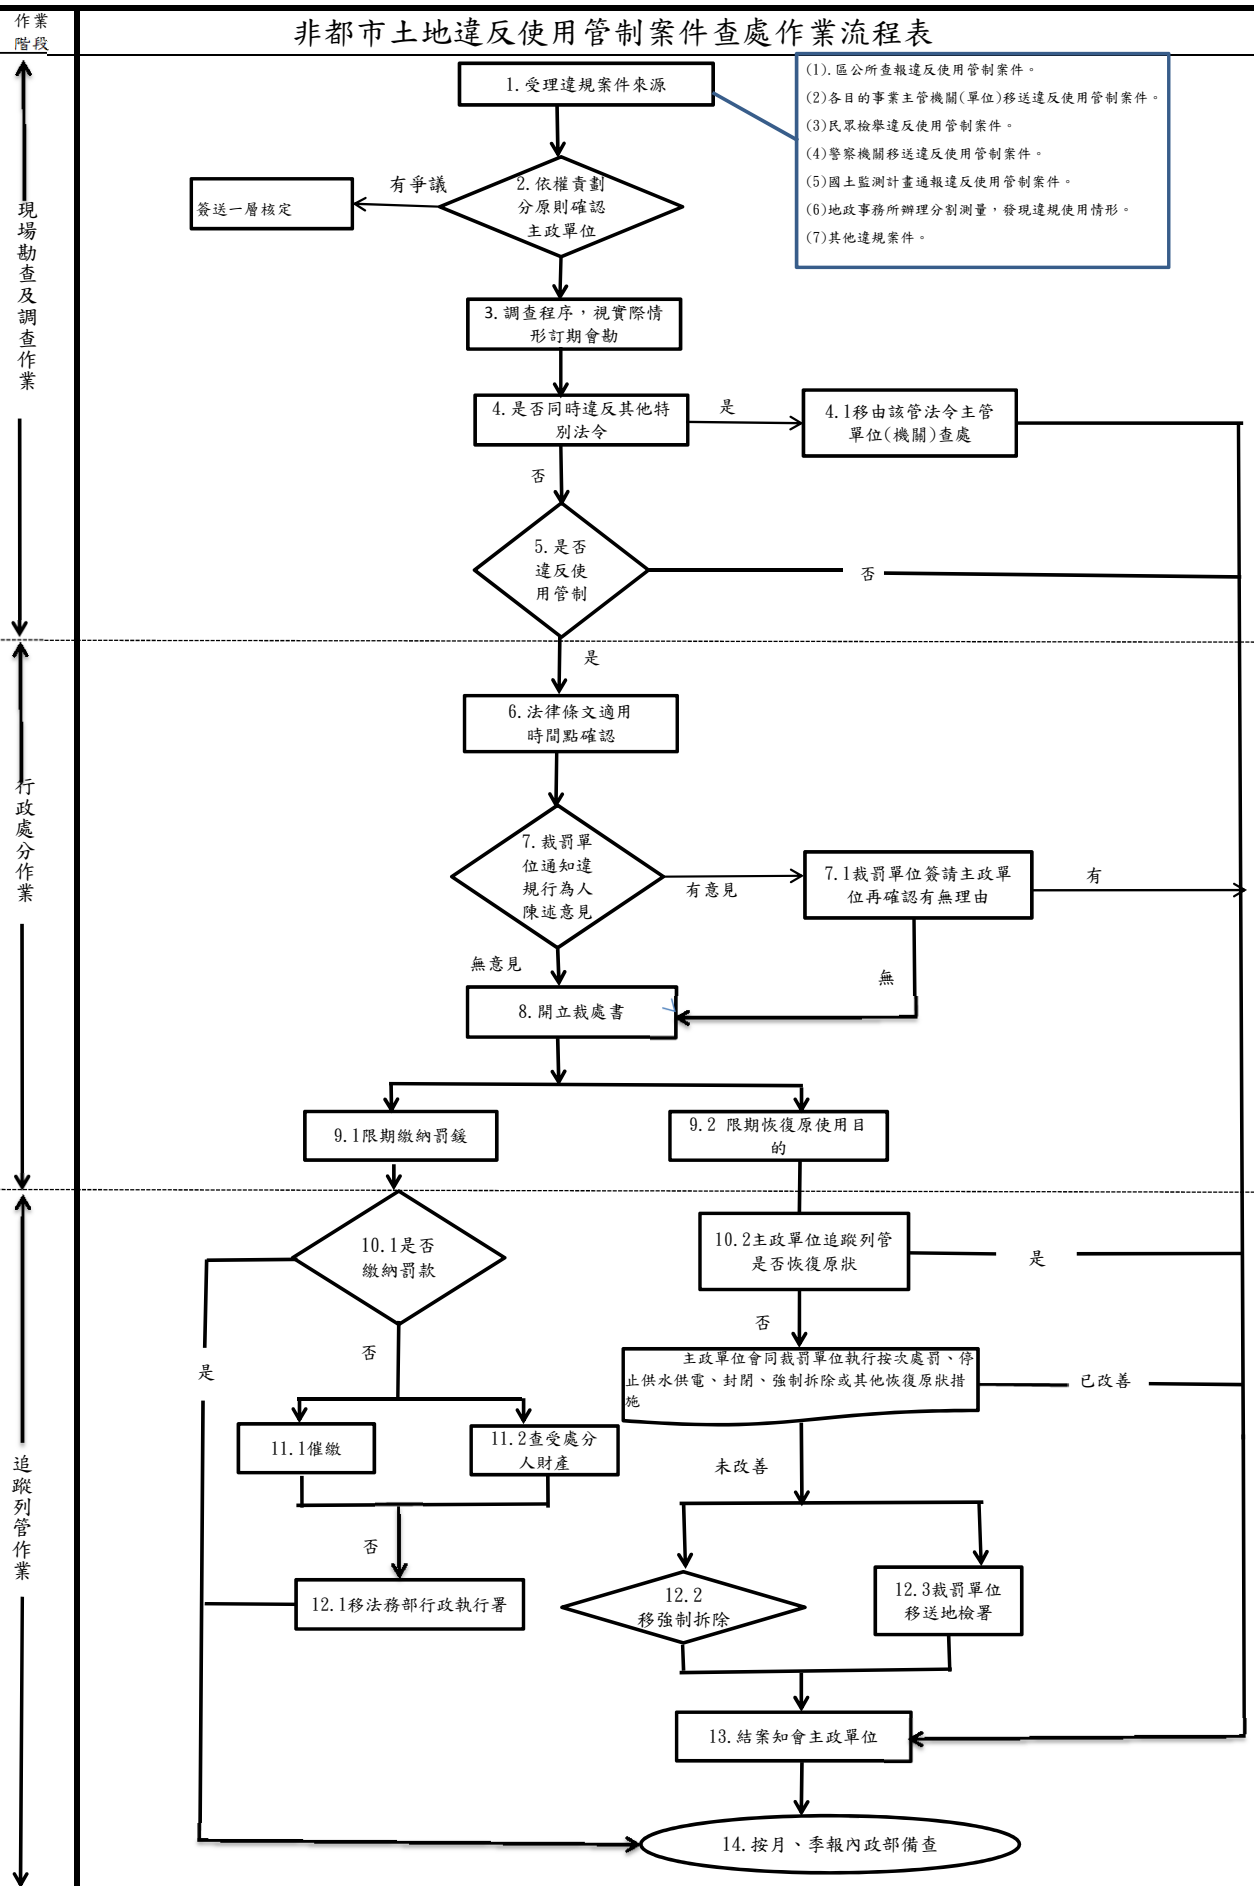 作業
階段
非都市土地違反使用管制案件查處作業流程表
1.受理違規案件來源
(1).區公所查報違反使用管制案件。
(2)各目的事業主管機關(單位)移送違反使用管制案件。
(3)民眾檢舉違反使用管制案件。
(4)警察機關移送違反使用管制案件。
(5)國土監測計畫通報違反使用管制案件。
(6)地政事務所辦理分割測量，發現違規使用情形。
(7)其他違規案件。
現場勘查及調查作業
2.依權責劃
分原則確認
主政單位
有爭議
簽送一層核定
3.調查程序，視實際情
形訂期會勘
4.是否同時違反其他特
別法令
是
4.1移由該管法令主管
單位(機關)查處
否
5.是否
違反使
用管制
否
是
行政處分作業
6.法律條文適用
時間點確認
7.裁罰單
位通知違
規行為人
陳述意見
有意見
7.1裁罰單位簽請主政單
位再確認有無理由
有
無意見
無
8.開立裁處書
9.1限期繳納罰鍰
9.2 限期恢復原使用目
的
追蹤列管作業
10.1是否
繳納罰款
10.2主政單位追蹤列管
是否恢復原狀
是
是
否
否
主政單位會同裁罰單位執行按次處罰、停
止供水供電、封閉、強制拆除或其他恢復原狀措
施
已改善
11.1催繳
11.2查受處分
人財產
未改善
否
12.1移法務部行政執行署
12.2
移強制拆除
12.3裁罰單位
移送地檢署
13.結案知會主政單位
14.按月、季報內政部備查